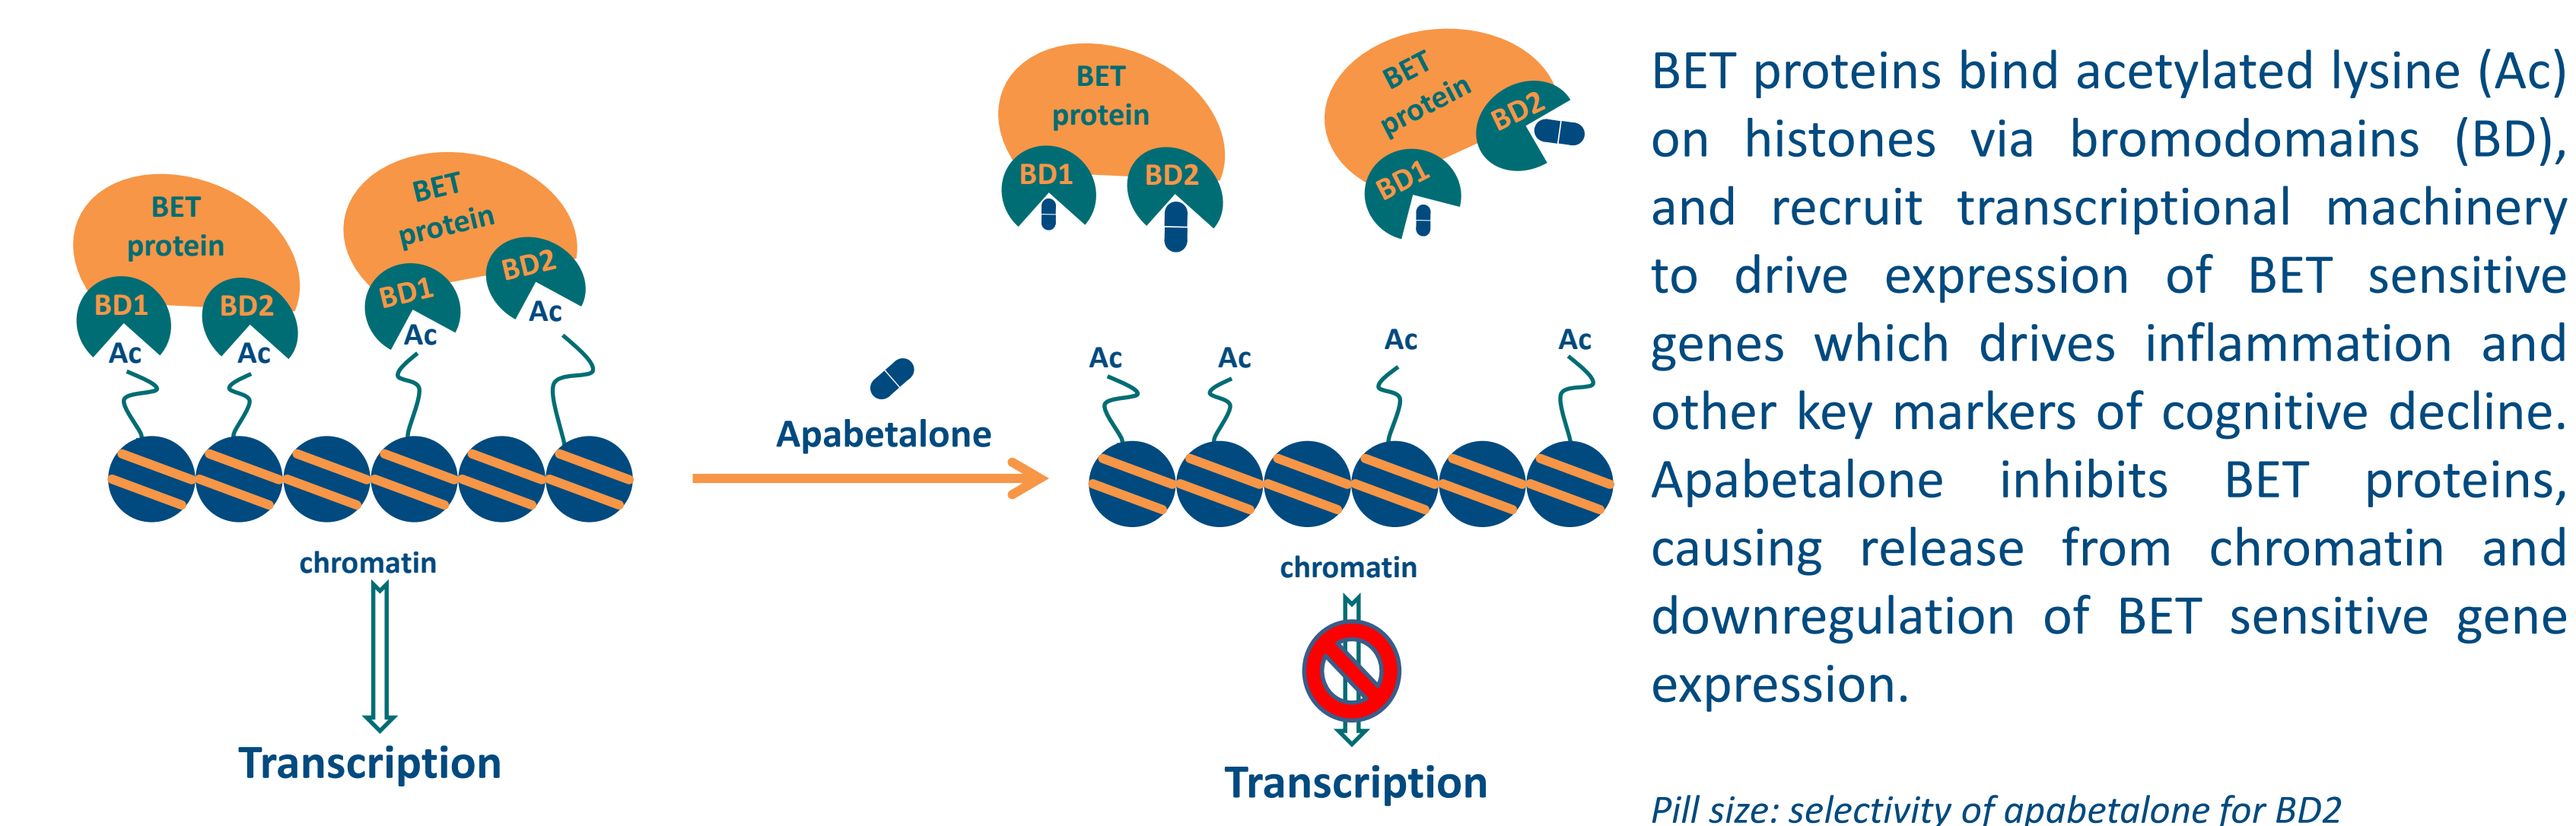 BET
protein
BD1
BD2
Ac
Ac
BET
protein
BD1
BD2
Ac
Ac
chromatin
Transcription
Apabetalone
BET
protein
BD1
BD2
BET
protein
BD1
BD2
Ac
Ac
Ac
Ac
chromatin
Transcription
BET proteins bind acetylated lysine (Ac)
on histones via bromodomains (BD),
and recruit transcriptional machinery
to drive expression of BET sensitive
genes which drives inflammation and
other key markers of cognitive decline.
Apabetalone inhibits BET proteins,
causing release from chromatin and
downregulation of BET sensitive gene
expression.
Pill size: selectivity of apabetalone for BD2